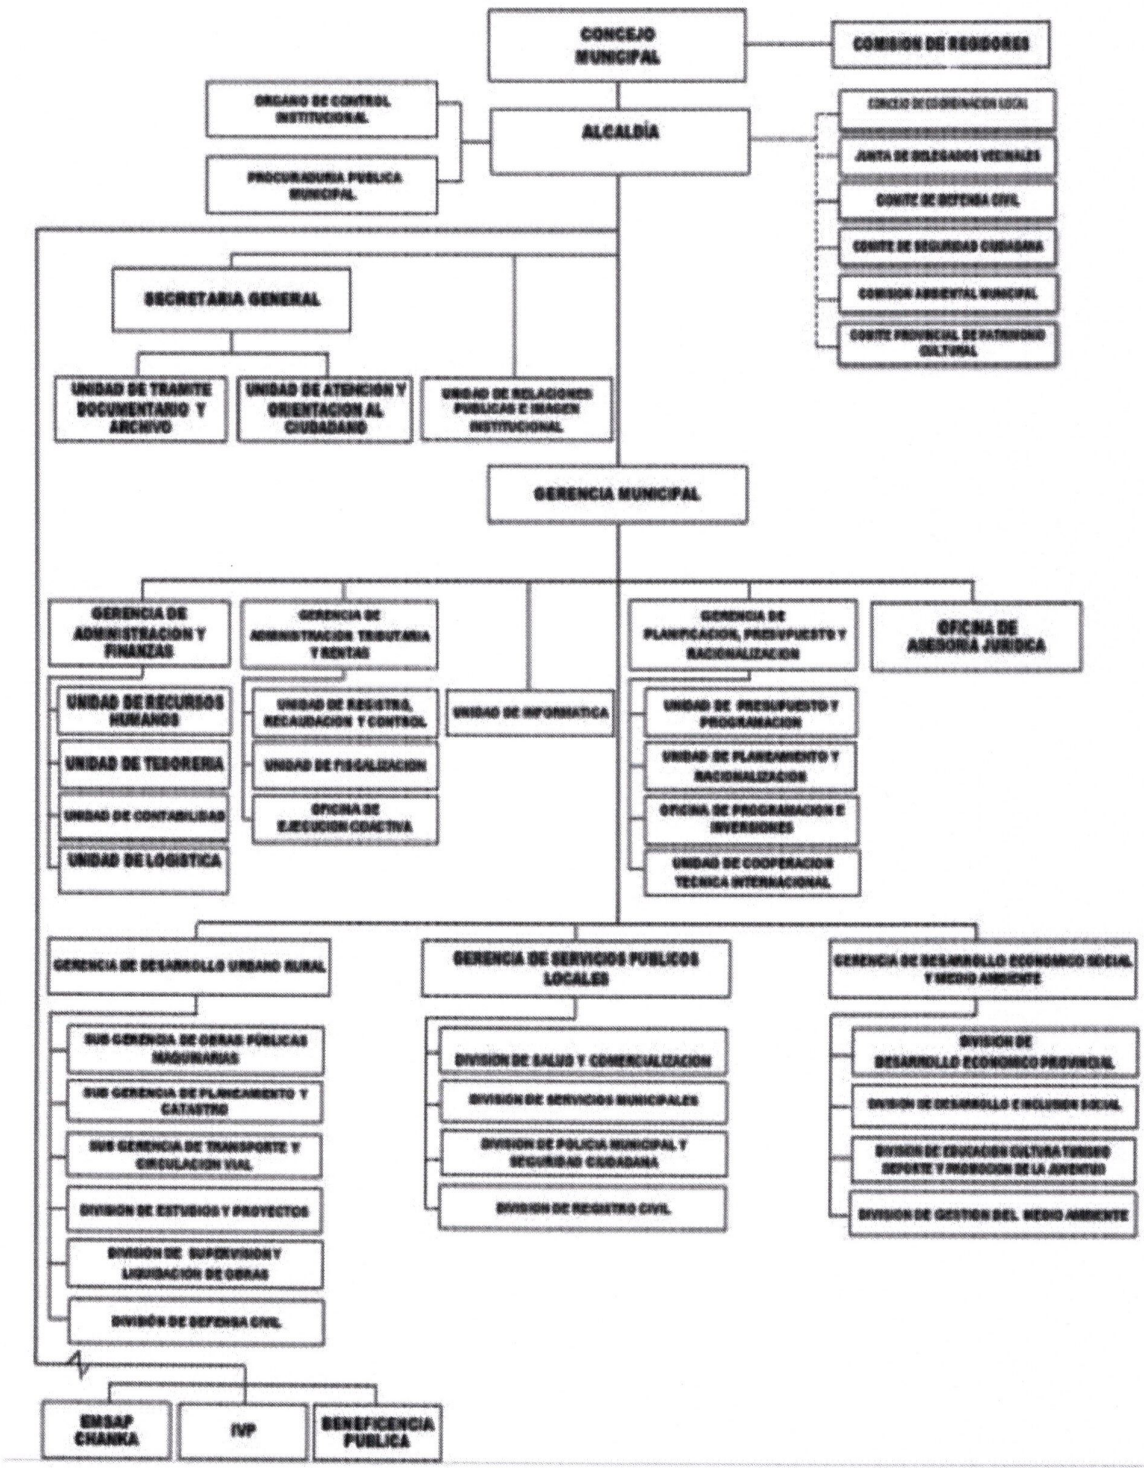 CONCEJO
MUNICIPAL
COMISION DE REGIDORES
ORGANO DE CONTROL
INSTITUCIONAL
ALCALDÍA
PROCURADURIA PUBLICA
MUNICIPAL
CONCEJO DE COORDINACION LOCAL
JUNTA DE DELEGADOS VECINALES
COMITE DE DEFENSA CIVIL
COMITE DE SEGURIDAD CIUDADANA
COMISION AMBIENTAL MUNICIPAL
COMITE PROVINCIAL DE PATRIMONIO
CULTURAL
SECRETARIA GENERAL
UNIDAD DE TRAMITE
DOCUMENTARIO Y
ARCHIVO
UNIDAD DE ATENCION Y
ORIENTACION AL
CIUDADANO
UNIDAD DE RELACIONES
PUBLICAS E IMAGEN
INSTITUCIONAL
GERENCIA MUNICIPAL
GERENCIA DE
ADMINISTRACION Y
FINANZAS
UNIDAD DE RECURSOS
HUMANOS
UNIDAD DE TESORERIA
UNIDAD DE CONTABILIDAD
UNIDAD DE LOGISTICA
GERENCIA DE
ADMINISTRACION TRIBUTARIA
Y RENTAS
UNIDAD DE REGISTRO,
RECAUDACION Y CONTROL
UNIDAD DE FISCALIZACION
OFICINA DE
EJECUCION COACTIVA
UNIDAD DE INFORMATICA
GERENCIA DE
PLANIFICACION, PRESUPUESTO Y
RACIONALIZACION
UNIDAD DE PRESUPUESTO Y
PROGRAMACION
UNIDAD DE PLANEAMIENTO Y
RACIONALIZACION
OFICINA DE PROGRAMACION E
INVERSIONES
UNIDAD DE COOPERACION
TECNICA INTERNACIONAL
OFICINA DE
ASESORIA JURIDICA
GERENCIA DE DESARROLLO URBANO RURAL
SUB GERENCIA DE OBRAS PÚBLICAS
MAQUINARIAS
SUB GERENCIA DE PLANEAMENTO Y
CATASTRO
SUB GERENCIA DE TRANSPORTE Y
CIRCULACION VIAL
DIVISION DE ESTUDIOS Y PROYECTOS
DIVISION DE SUPERVISION Y
LIQUIDACION DE OBRAS
DIVISIÓN DE DEFENSA CIVIL
GERENCIA DE SERVICIOS PUBLICOS
LOCALES
DIVISION DE SALUD Y COMERCIALIZACION
DIVISION DE SERVICIOS MUNICIPALES
DIVISION DE POLICIA MUNICIPAL Y
SEGURIDAD CIUDADANA
DIVISION DE REGISTRO CIVIL
GERENCIA DE DESARROLLO ECONOMICO SOCIAL
Y MEDIO AMBIENTE
DIVISION DE
DESARROLLO ECONOMICO PROVINCIAL
DIVISION DE DESARROLLO E INCLUSION SOCIAL
DIVISION DE EDUCACION CULTURA TURISMO
DEPORTE Y PROMOCION DE LA JUVENTUD
DIVISION DE GESTION DEL MEDIO AMBIENTE
EMSAP
CHANKA
IVP
BENEFICENCIA
PUBLICA